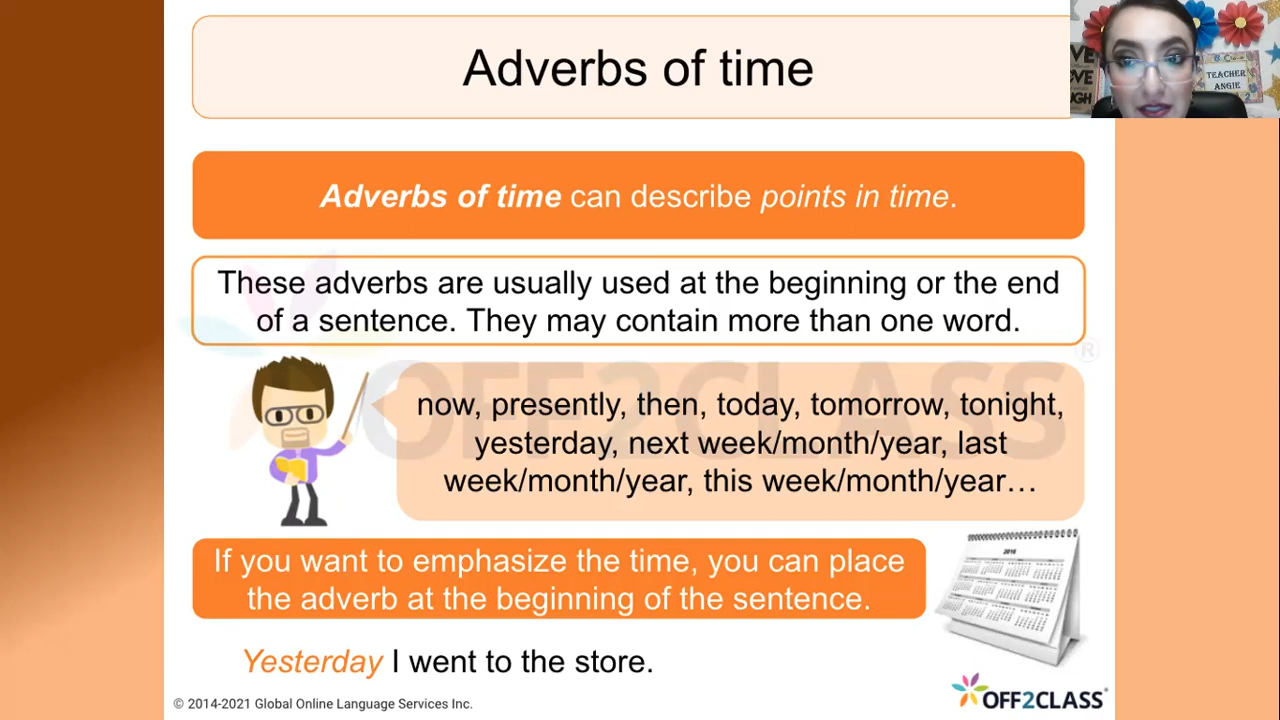 Adverbs of time
TEACHER
ANGIE
Adverbs of time can describe points in time.
These adverbs are usually used at the beginning or the end
of a sentence. They may contain more than one word.
OFF2CLASS®
now, presently, then, today, tomorrow, tonight,
yesterday, next week/month/year, last
week/month/year, this week/month/year…
If you want to emphasize the time, you can place
the adverb at the beginning of the sentence.
2016
Yesterday I went to the store.
© 2014-2021 Global Online Language Services Inc.
OFF2CLASS®